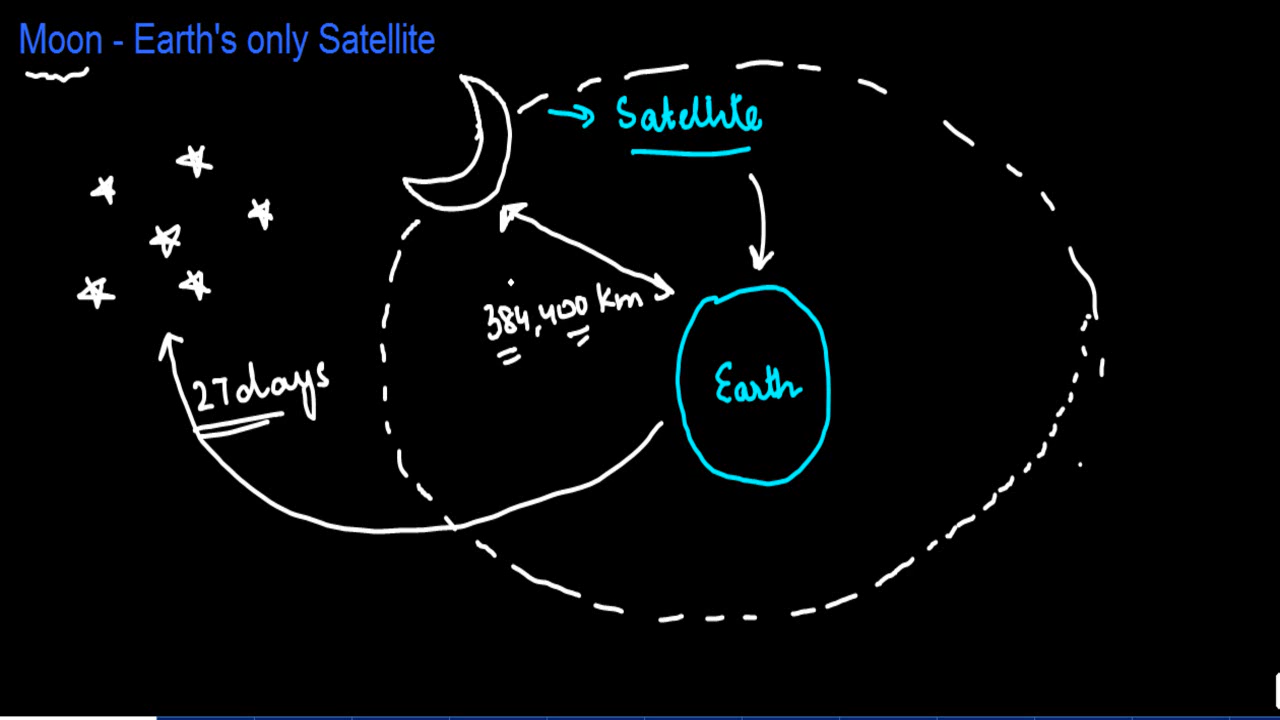 Moon - Earth's only Satellite
Satellite
384,400 km
27 days
Earth